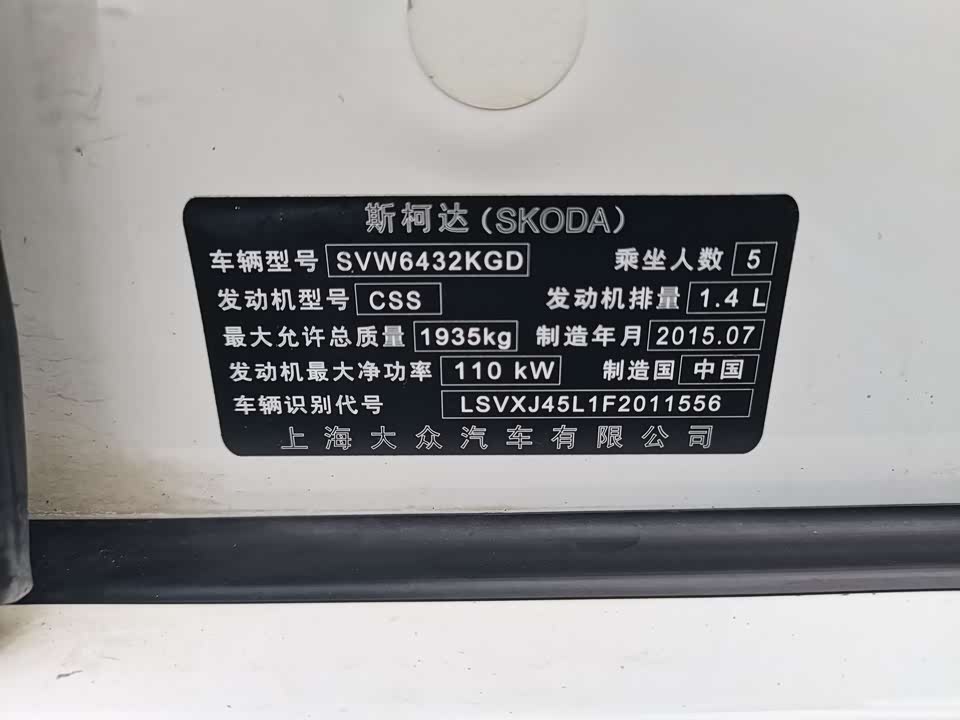 斯柯达(SKODA)
车辆型号 SVW6432KGD 乘坐人数 5
发动机型号 CSS 发动机排量 1.4 L
最大允许总质量 1935kg 制造年月 2015.07
发动机最大净功率 110 kW 制造国 中国
车辆识别代号 LSVXJ45L1F2011556
上海大众汽车有限公司